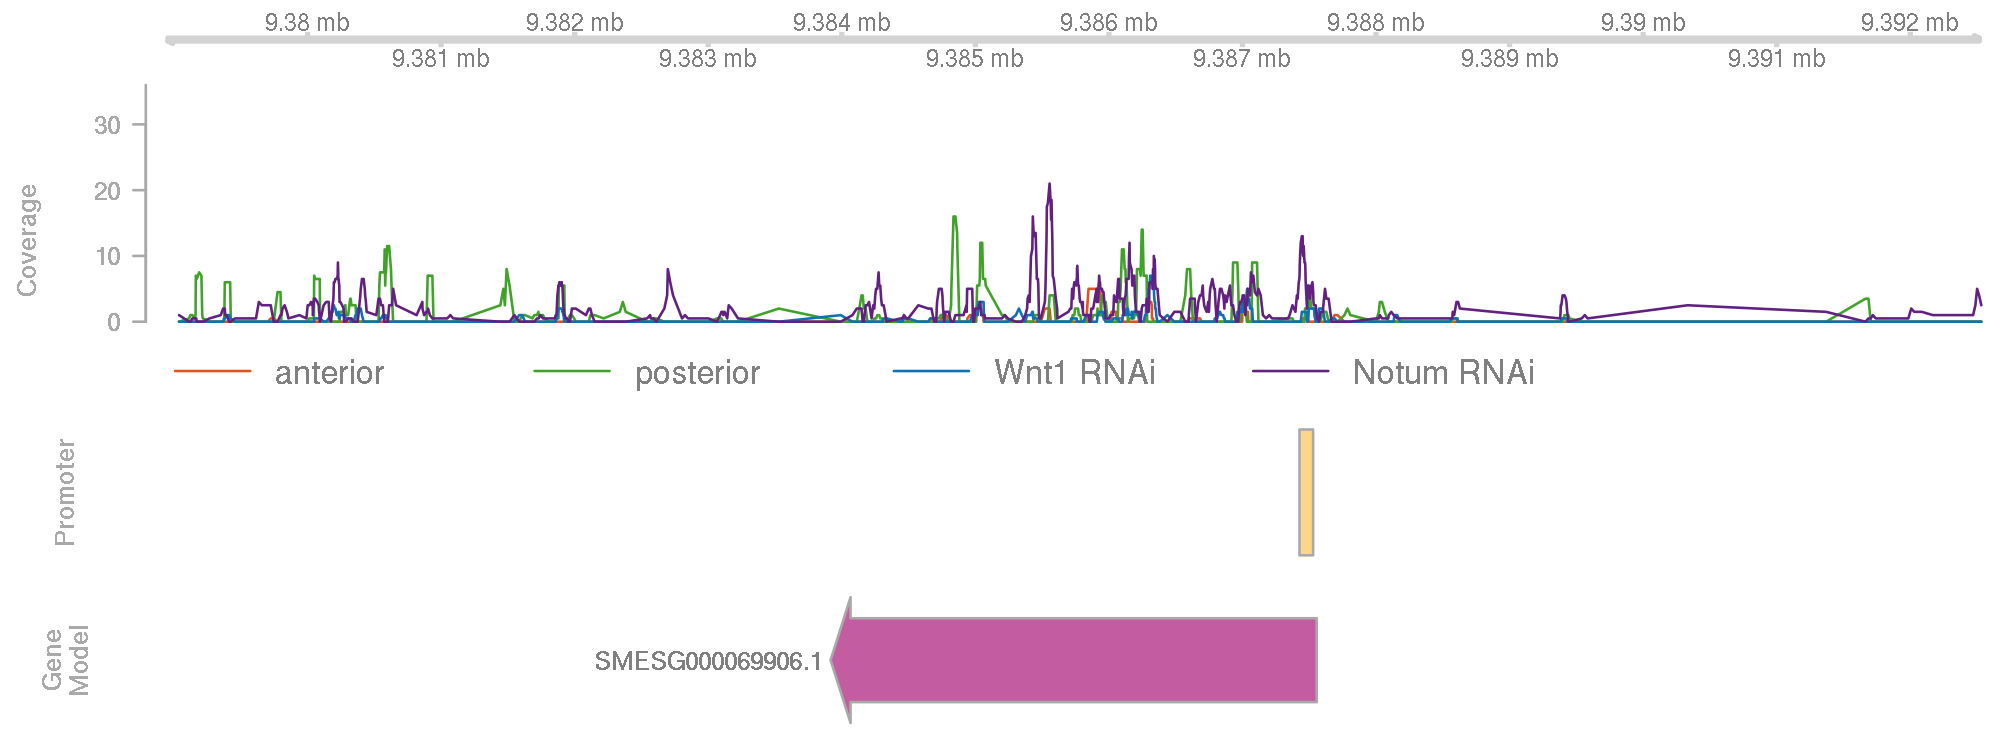 9.38 mb 9.382 mb 9.384 mb 9.386 mb 9.388 mb 9.39 mb 9.392 mb
9.381 mb 9.383 mb 9.385 mb 9.387 mb 9.389 mb 9.391 mb
Coverage
30
20
10
0
anterior posterior Wnt1 RNAi Notum RNAi
Promoter
Gene
Model
SMESG000069906.1